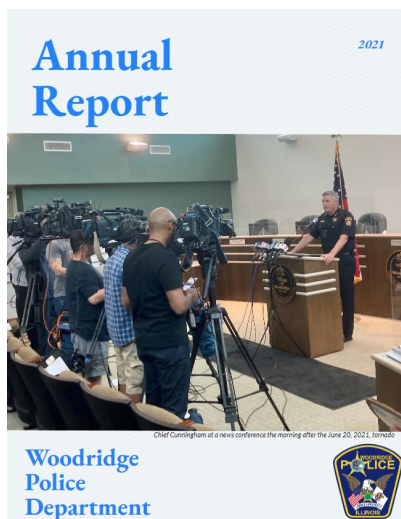 Annual
Report
2021
Chief Cunningham at a news conference the morning after the June 20, 2021, tornado
Woodridge
Police
Department
WOODRIDGE
POLICE
ILLINOIS